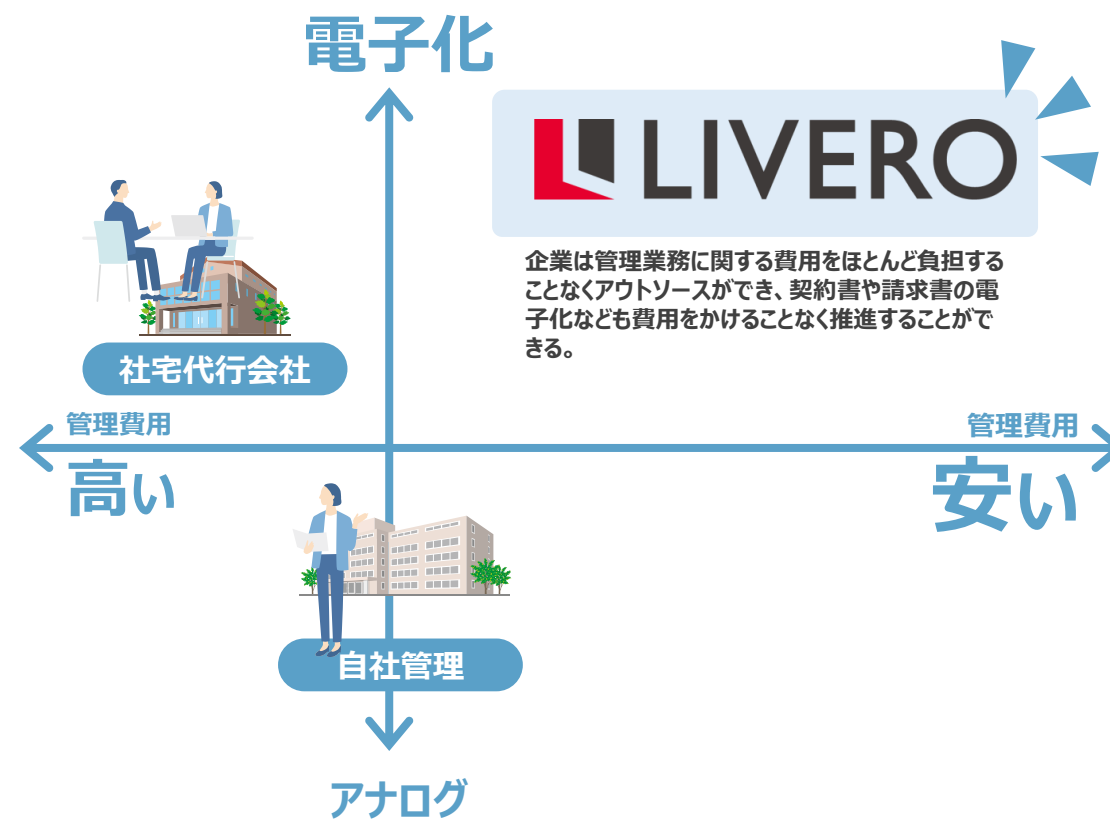 電子化
LIVERO
企業は管理業務に関する費用をほとんど負担する
ことなくアウトソースができ、契約書や請求書の電
子化なども費用をかけることなく推進することがで
きる。
社宅代行会社
管理費用
高い
管理費用
安い
自社管理
アナログ